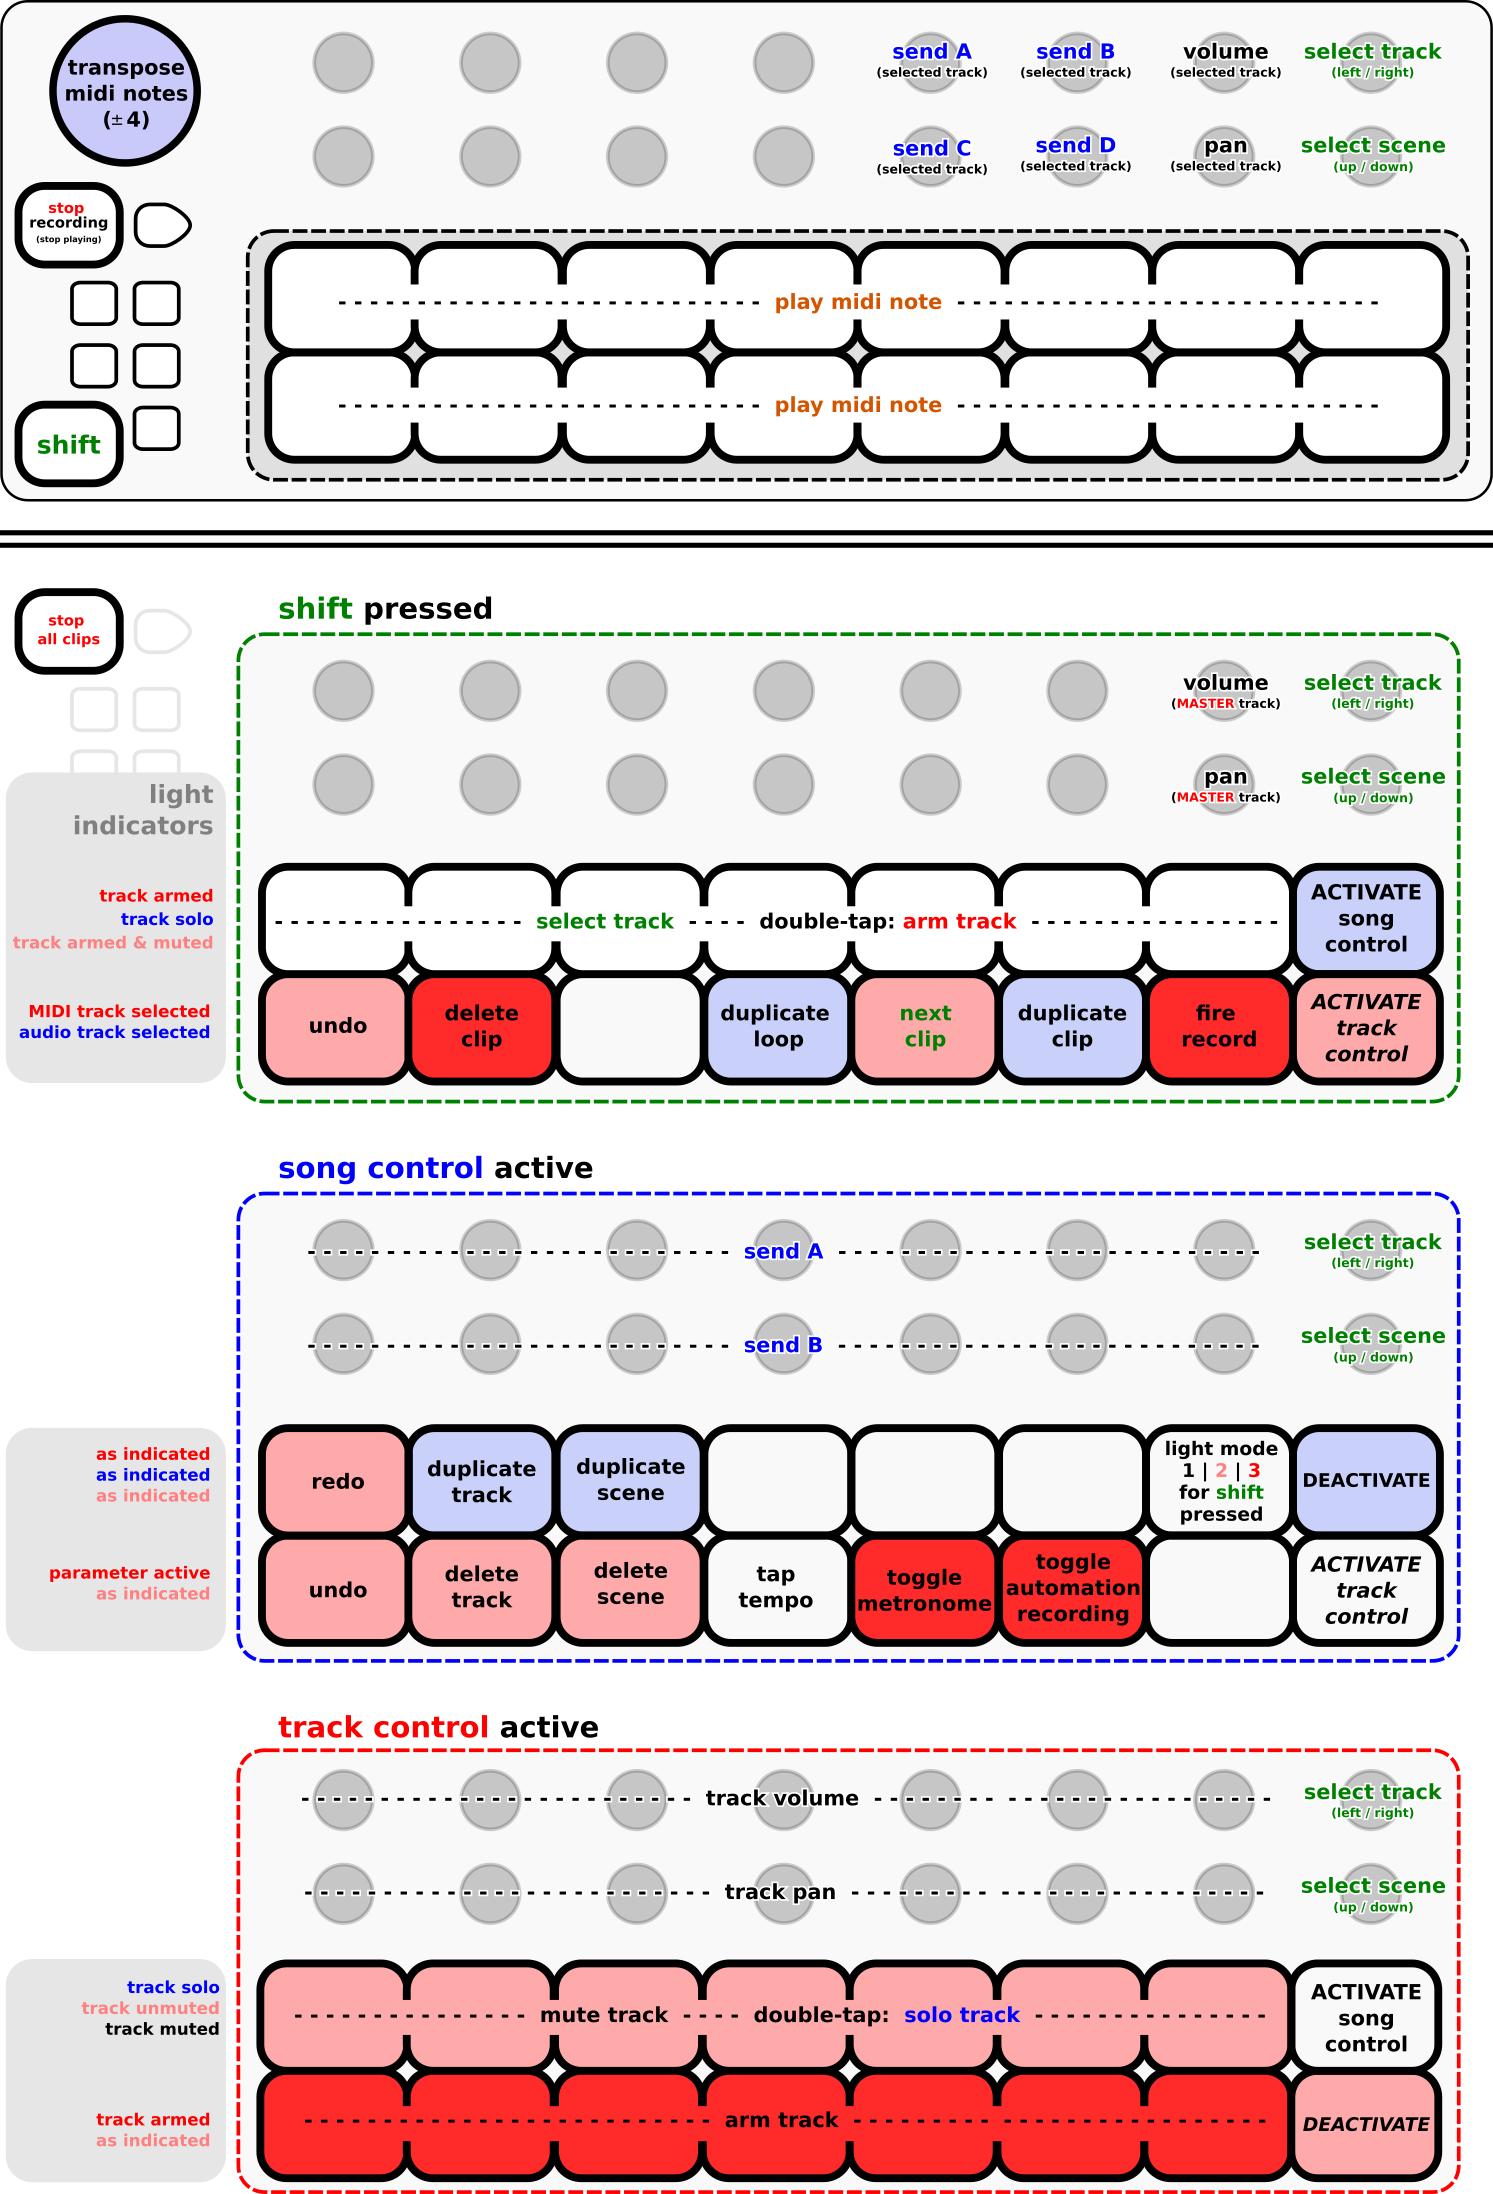 transpose
midi notes
(±4)
send A
(selected track)
send B
(selected track)
volume
(selected track)
select track
(left / right)
send C
(selected track)
send D
(selected track)
pan
(selected track)
select scene
(up / down)
stop
recording
(stop playing)
play midi note
play midi note
shift
stop
all clips
shift pressed
volume
(MASTER track)
select track
(left / right)
pan
(MASTER track)
select scene
(up / down)
light
indicators
track armed
track solo
track armed & muted
MIDI track selected
audio track selected
select track
double-tap: arm track
ACTIVATE
song
control
undo
delete
clip
duplicate
loop
next
clip
duplicate
clip
fire
record
ACTIVATE
track
control
song control active
send A
select track
(left / right)
send B
select scene
(up / down)
as indicated
as indicated
as indicated
parameter active
as indicated
redo
duplicate
track
duplicate
scene
light mode
1 | 2 | 3
for shift
pressed
DEACTIVATE
undo
delete
track
delete
scene
tap
tempo
toggle
metronome
toggle
automation
recording
ACTIVATE
track
control
track control active
track volume
select track
(left / right)
track pan
select scene
(up / down)
track solo
track unmuted
track muted
track armed
as indicated
mute track
double-tap: solo track
ACTIVATE
song
control
arm track
DEACTIVATE